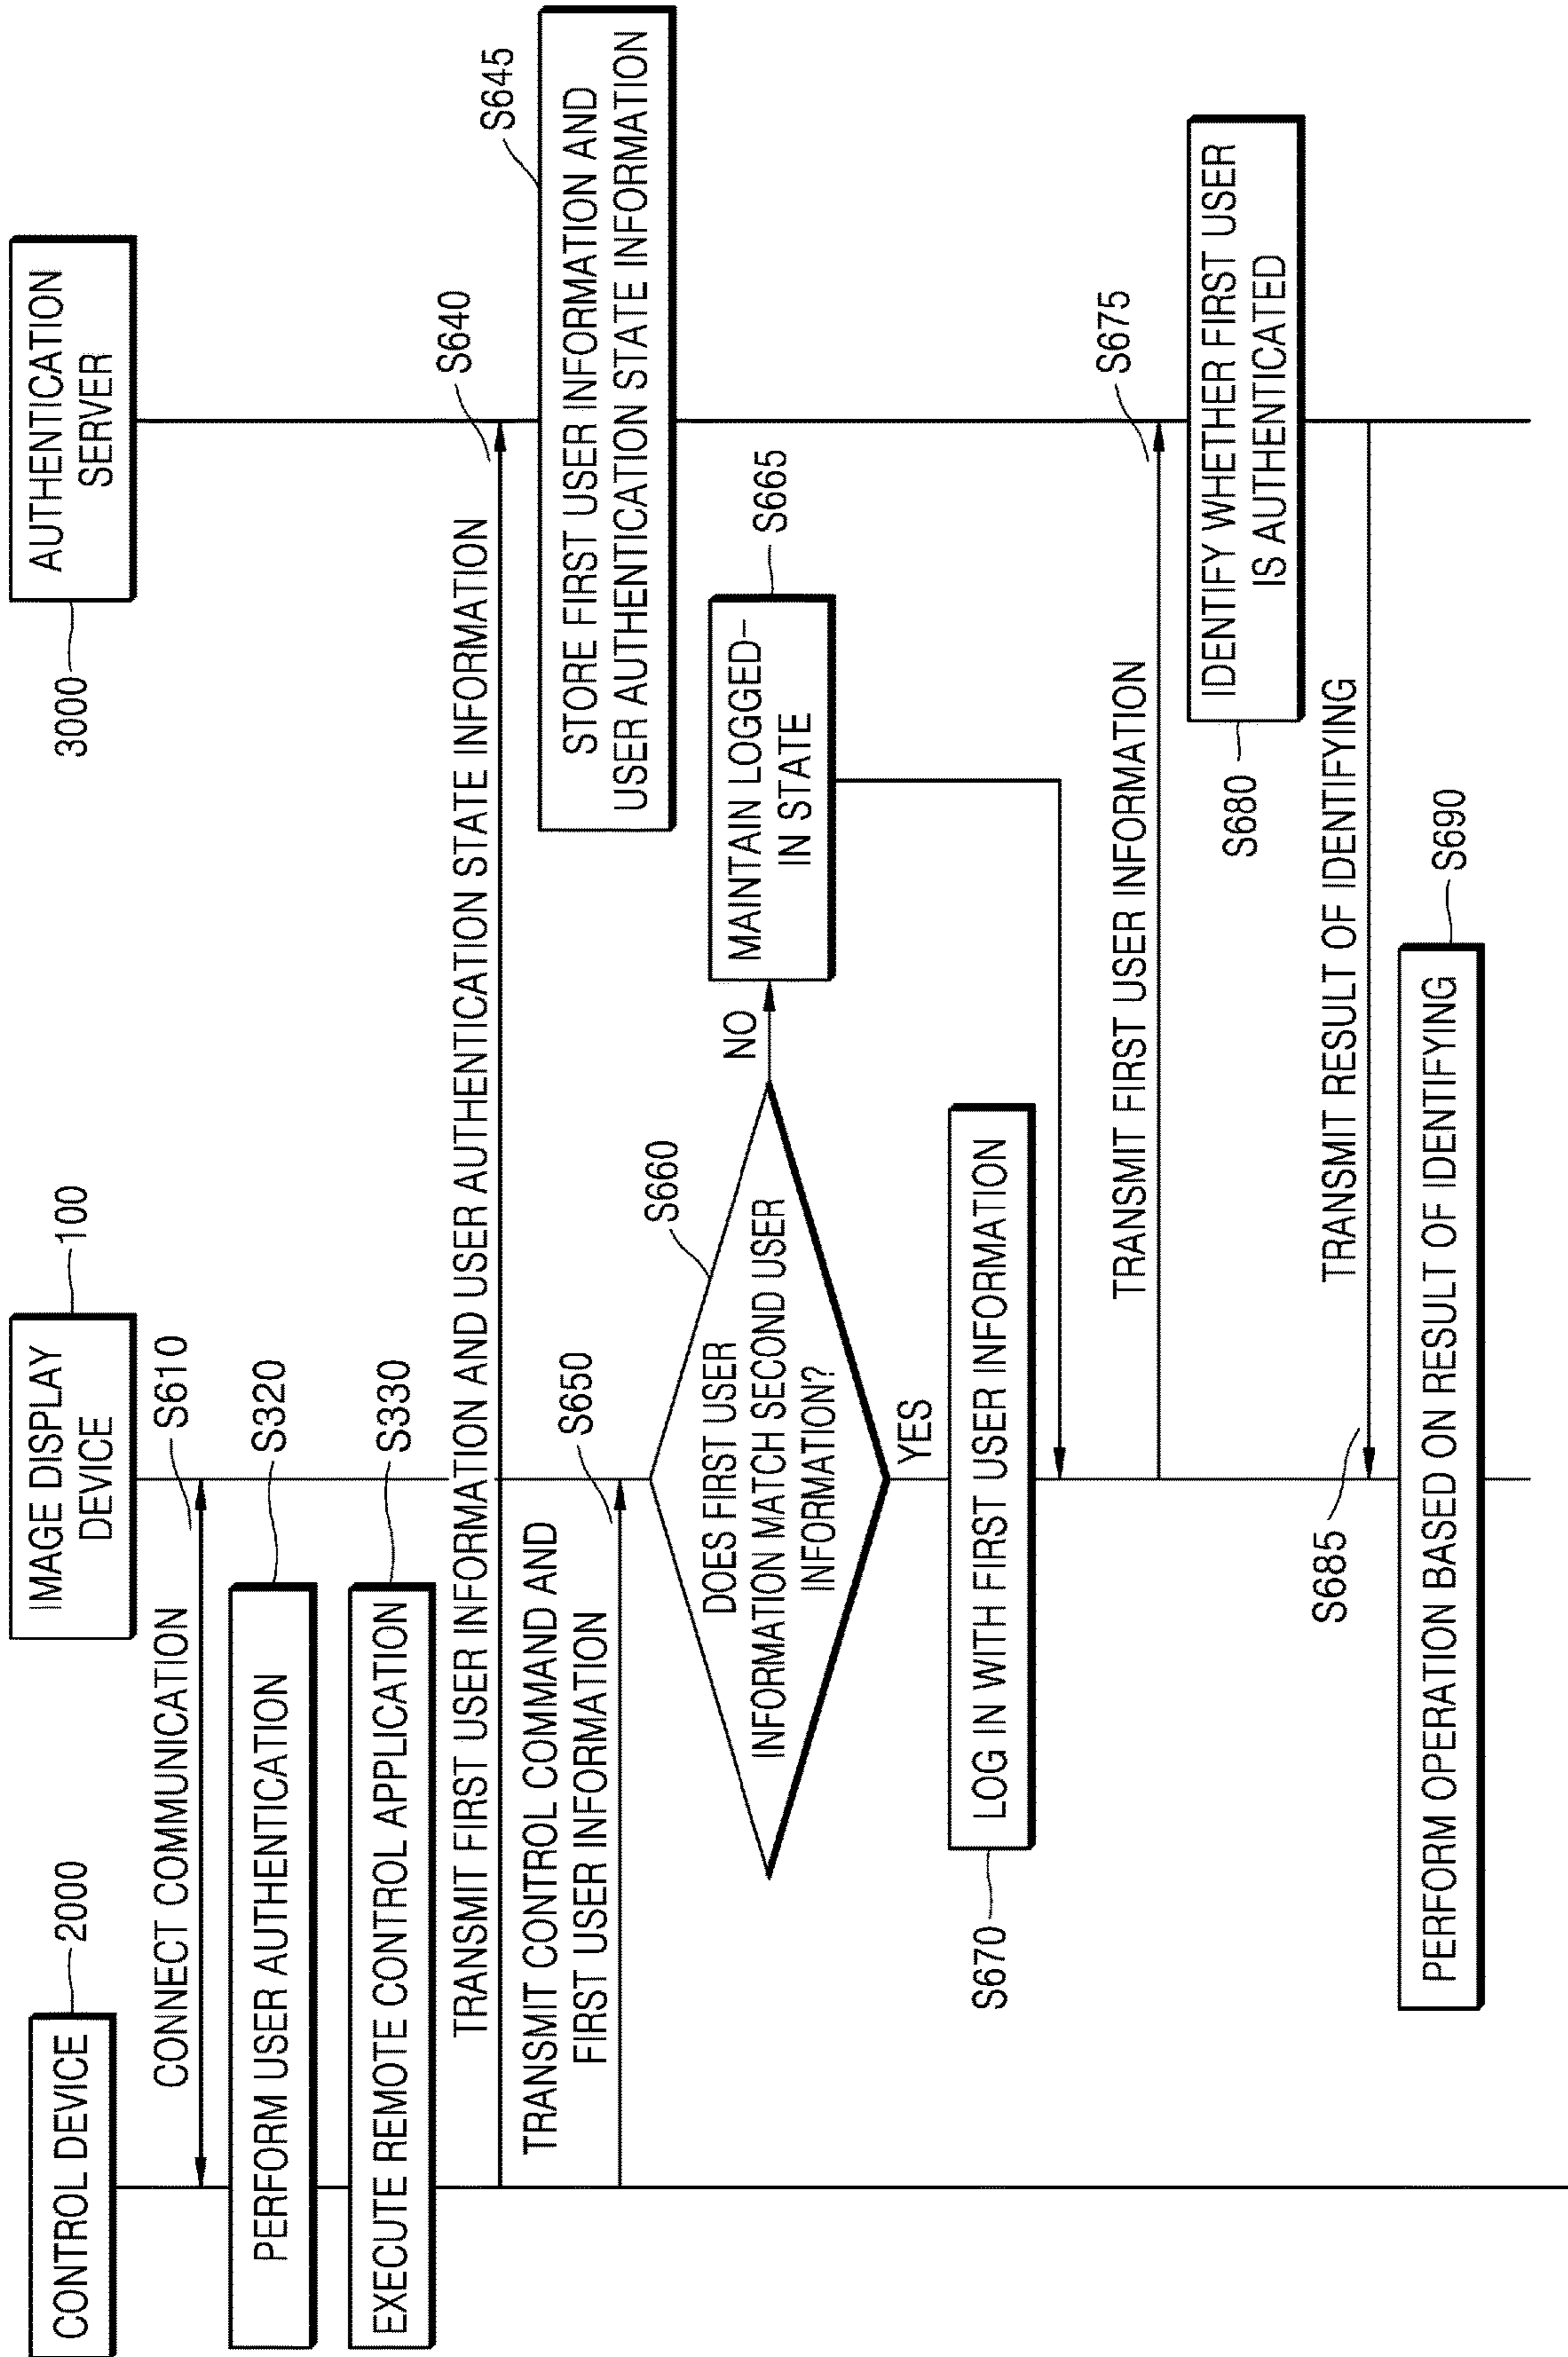 CONTROL DEVICE
2000
IMAGE DISPLAY
DEVICE
100
AUTHENTICATION
SERVER
3000
CONNECT COMMUNICATION
S610
PERFORM USER AUTHENTICATION
S320
EXECUTE REMOTE CONTROL APPLICATION
S330
TRANSMIT FIRST USER INFORMATION AND USER AUTHENTICATION STATE INFORMATION
S640
STORE FIRST USER INFORMATION AND
USER AUTHENTICATION STATE INFORMATION
S645
TRANSMIT CONTROL COMMAND AND
FIRST USER INFORMATION
S650
DOES FIRST USER
INFORMATION MATCH SECOND USER
INFORMATION?
S660
NO
MAINTAIN LOGGED-
IN STATE
S665
YES
LOG IN WITH FIRST USER INFORMATION
S670
TRANSMIT FIRST USER INFORMATION
S675
IDENTIFY WHETHER FIRST USER
IS AUTHENTICATED
S680
TRANSMIT RESULT OF IDENTIFYING
S685
PERFORM OPERATION BASED ON RESULT OF IDENTIFYING
S690